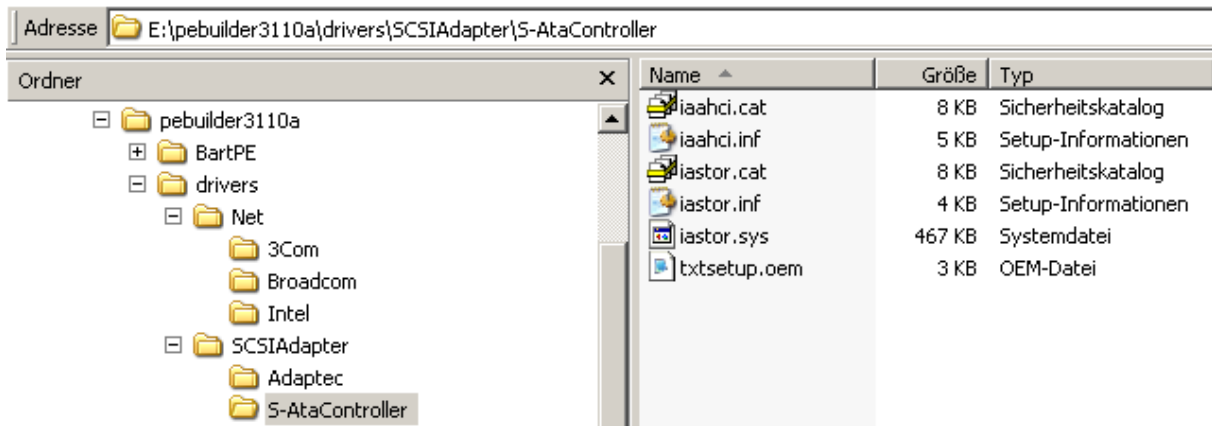 Adresse E:\pebuilder3110a\drivers\SCSIAdapter\S-AtaController
Ordner
pebuilder3110a
BartPE
drivers
Net
3Com
Broadcom
Intel
SCSIAdapter
Adaptec
S-AtaController
Name Größe Typ
iaahci.cat 8 KB Sicherheitskatalog
iaahci.inf 5 KB Setup-Informationen
iastor.cat 8 KB Sicherheitskatalog
iastor.inf 4 KB Setup-Informationen
iastor.sys 467 KB Systemdatei
txtsetup.oem 3 KB OEM-Datei